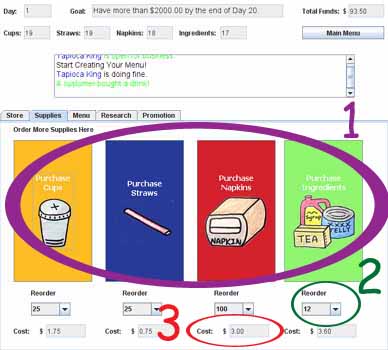 Day: 1 Goal: Have more than $2000.00 by the end of Day 20. Total Funds: $ 93.50
Cups: 19 Straws: 19 Napkins: 18 Ingredients: 17 Main Menu
Tapioca King is open for business.
Start Creating Your Menu!
Tapioca King is doing fine.
A customer bought a drink!
1
Store Supplies Menu Research Promotion
Order More Supplies Here
Purchase Cups
Purchase Straws
Purchase Napkins
Purchase Ingredients
NAPKIN
Syrup
TEA
JELLY
2
3
Reorder Reorder Reorder Reorder
25 25 100 12
Cost: $ 1.75 Cost: $ 0.75 Cost: $ 3.00 Cost: $ 3.60